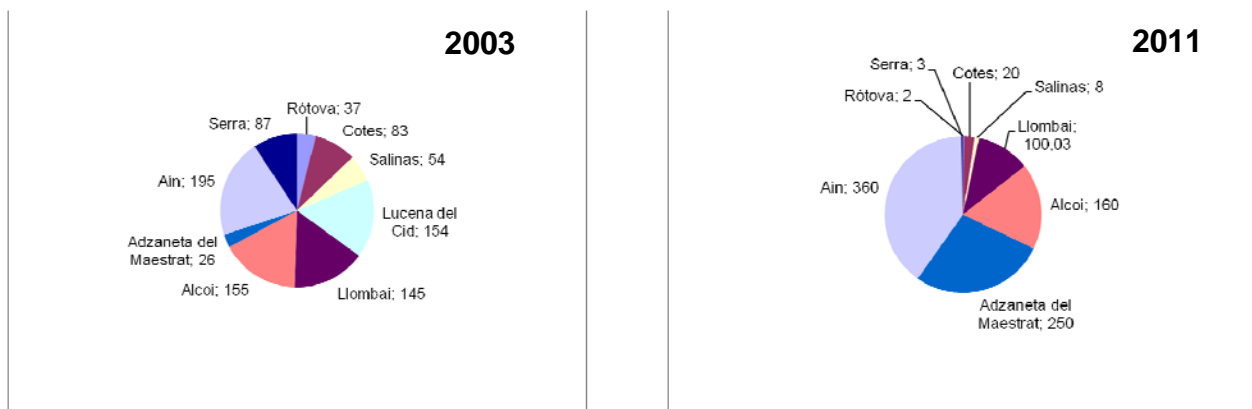 2003
Ròtova; 37
Serra; 87
Cotes; 83
Salinas; 54
Ain; 195
Lucena del
Cid; 154
Adzaneta del
Maestrat; 26
Alcoi; 155
Llombai; 145
2011
Serra; 3
Cotes; 20
Salinas; 8
Ròtova; 2
Llombai;
100,03
Ain; 360
Alcoi; 160
Adzaneta del
Maestrat; 250